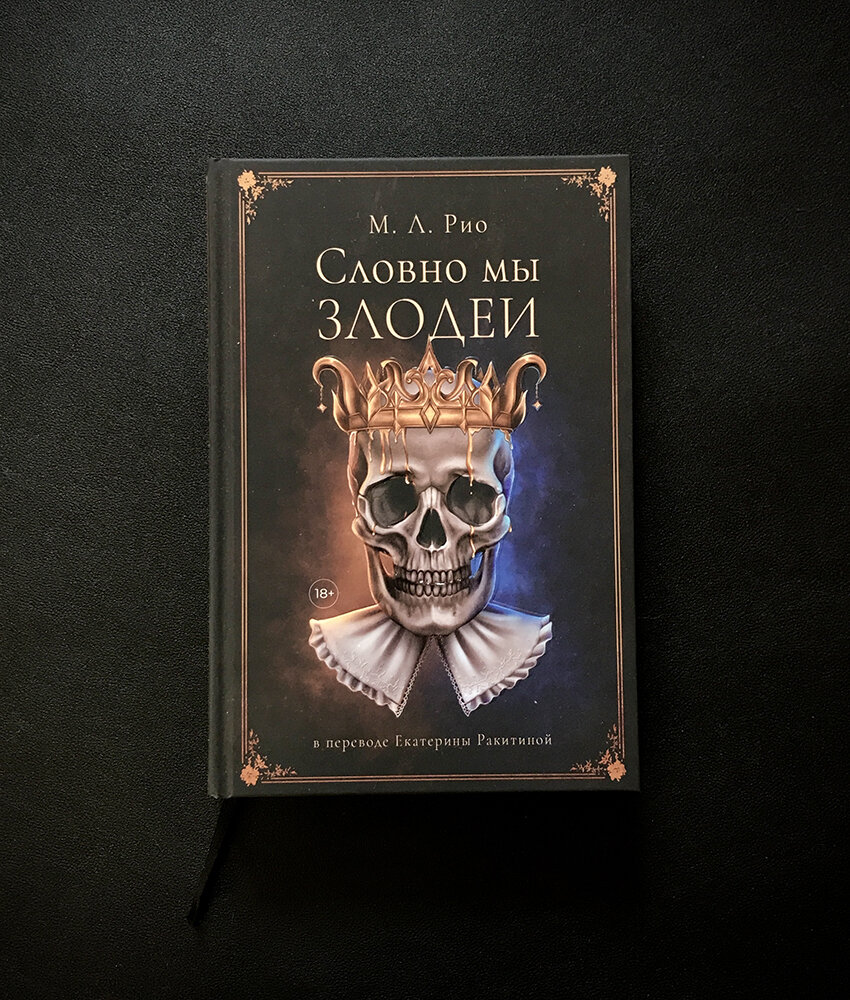 М. Л. Рио
Словно мы
ЗЛОДЕИ
18+
в переводе Екатерины Ракитиной